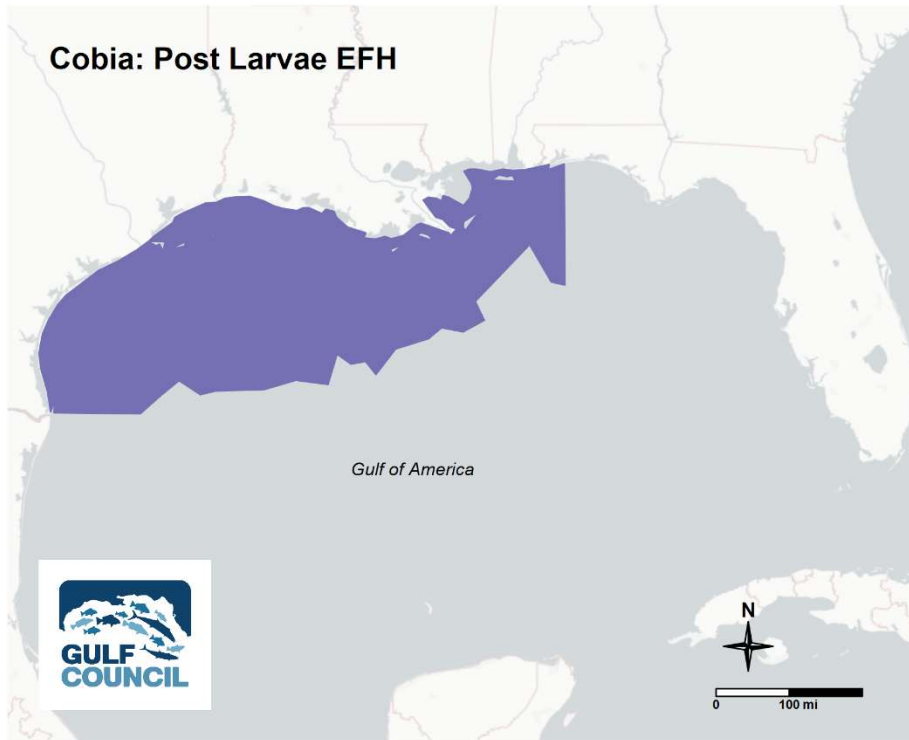 Cobia: Post Larvae EFH
Gulf of America
GULF
COUNCIL
N
0 100 mi